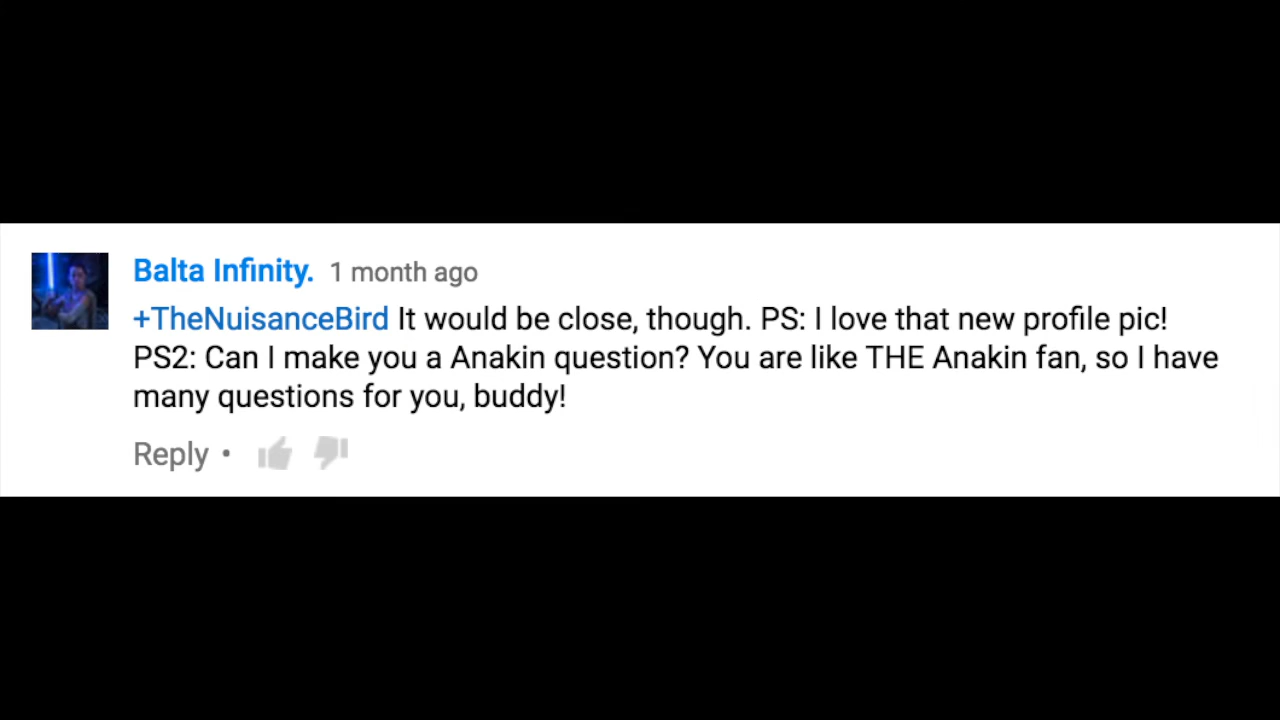 Balta Infinity. 1 month ago
+TheNuisanceBird It would be close, though. PS: I love that new profile pic!
PS2: Can I make you a Anakin question? You are like THE Anakin fan, so I have
many questions for you, buddy!
Reply •